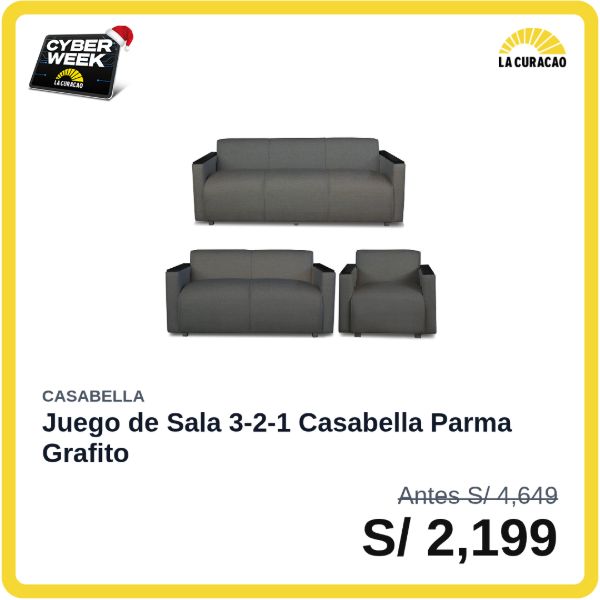 CYBER
WEEK
LA CURACAO
LA CURACAO
CASABELLA
Juego de Sala 3-2-1 Casabella Parma
Grafito
Antes S/ 4,649
S/ 2,199